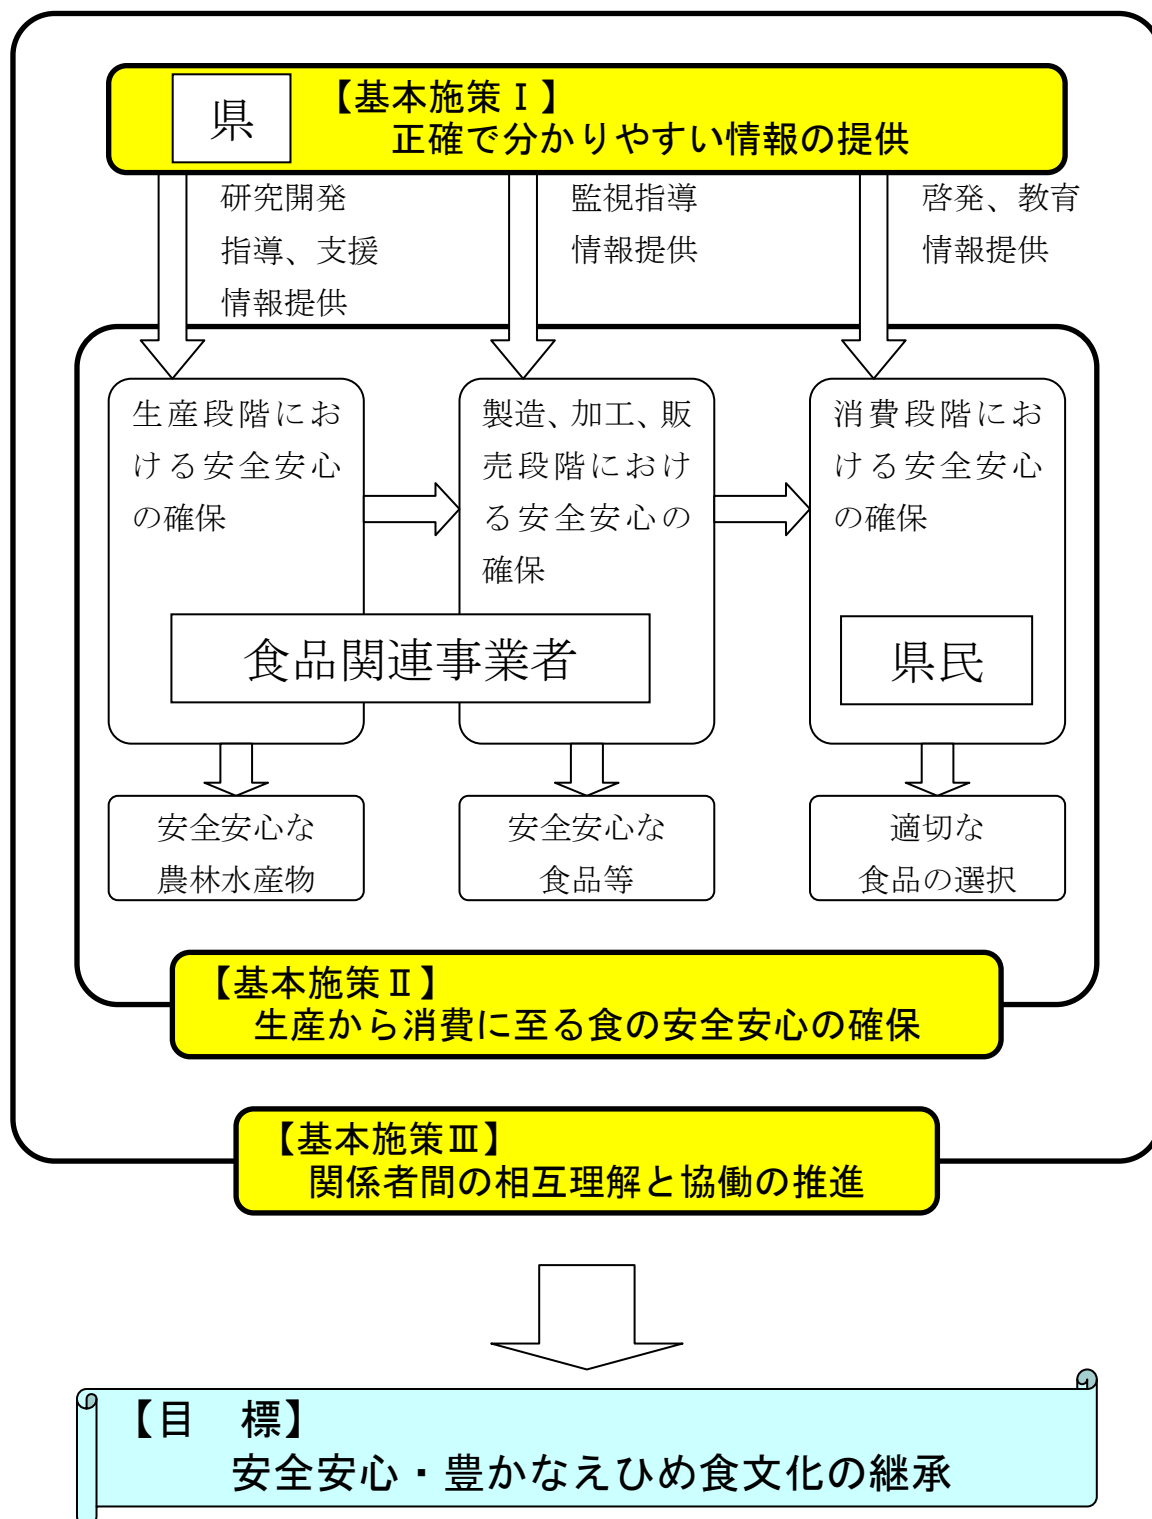 県
【基本施策Ⅰ】
正確で分かりやすい情報の提供
研究開発
指導、支援
情報提供
監視指導
情報提供
啓発、教育
情報提供
生産段階にお
ける安全安心
の確保
製造、加工、販
売段階におけ
る安全安心の
確保
消費段階にお
ける安全安心
の確保
食品関連事業者
県民
安全安心な
農林水産物
安全安心な
食品等
適切な
食品の選択
【基本施策Ⅱ】
生産から消費に至る食の安全安心の確保
【基本施策Ⅲ】
関係者間の相互理解と協働の推進
【目　標】
安全安心・豊かなえひめ食文化の継承